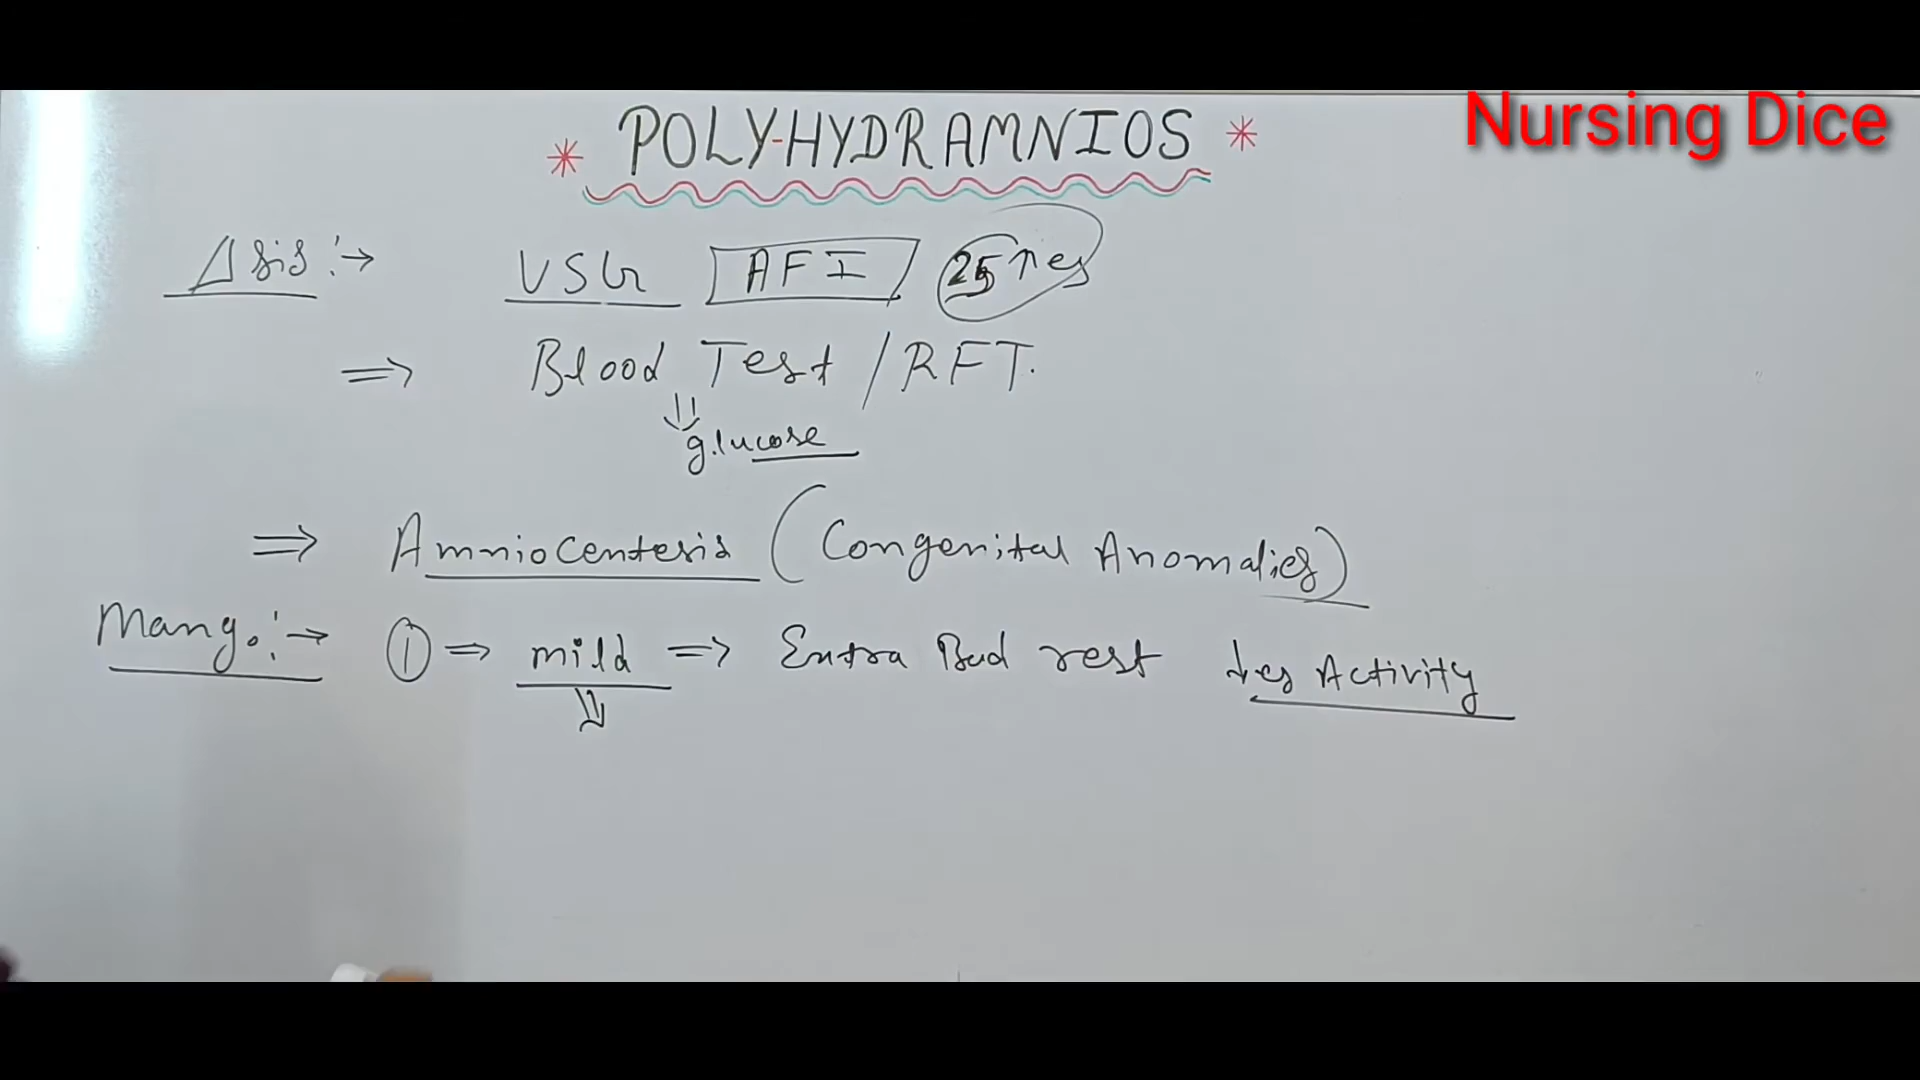 Nursing Dice
* POLY-HYDRAMNIOS *
Δsis :→ USG AFI 25 ↑es
⇒ Blood Test / RFT.
⇓
glucose
⇒ Amniocentesis (Congenital Anomalies)
Mang. :→ ① ⇒ mild ⇒ Extra Bed rest ↓es Activity
⇓